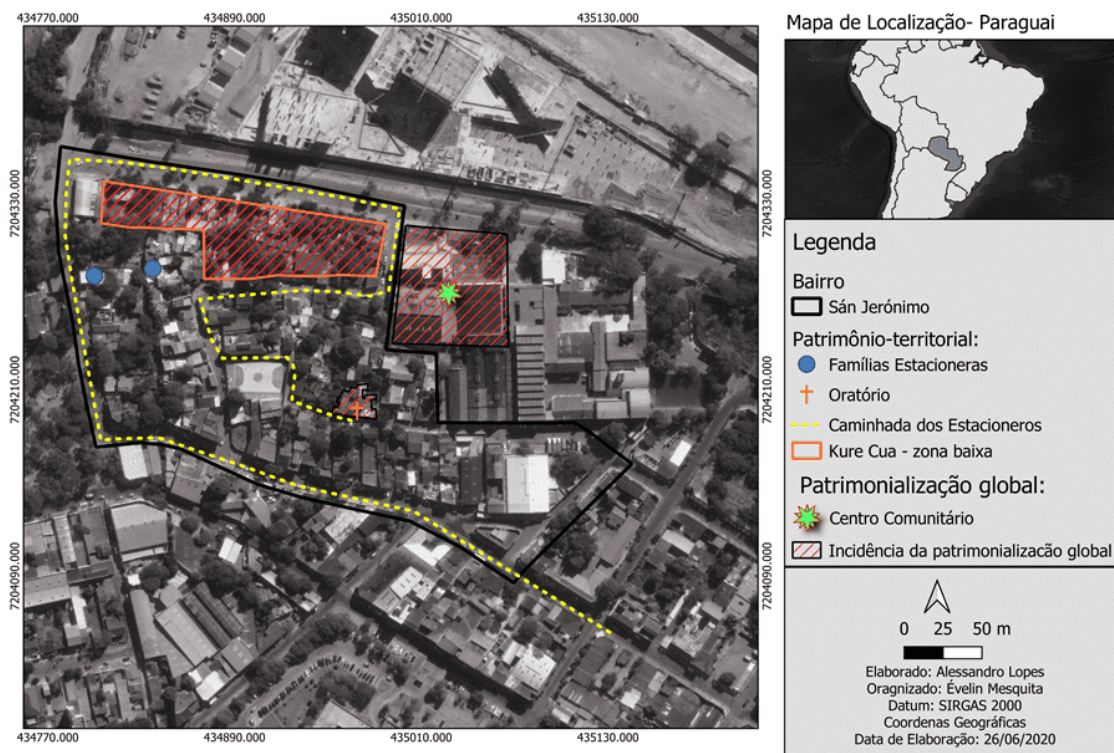 434770.000
434890.000
435010.000
435130.000
7204330.000
7204210.000
7204090.000
7204330.000
7204210.000
7204090.000
434770.000
434890.000
435010.000
435130.000
Mapa de Localização- Paraguai
Legenda
Bairro
Sán Jerónimo
Patrimônio-territorial:
Famílias Estacioneras
Oratório
Caminhada dos Estacioneros
Kure Cua - zona baixa
Patrimonialização global:
Centro Comunitário
Incidência da patrimonializacão global
0 25 50 m
Elaborado: Alessandro Lopes
Oragnizado: Évelin Mesquita
Datum: SIRGAS 2000
Coordenas Geográficas
Data de Elaboração: 26/06/2020